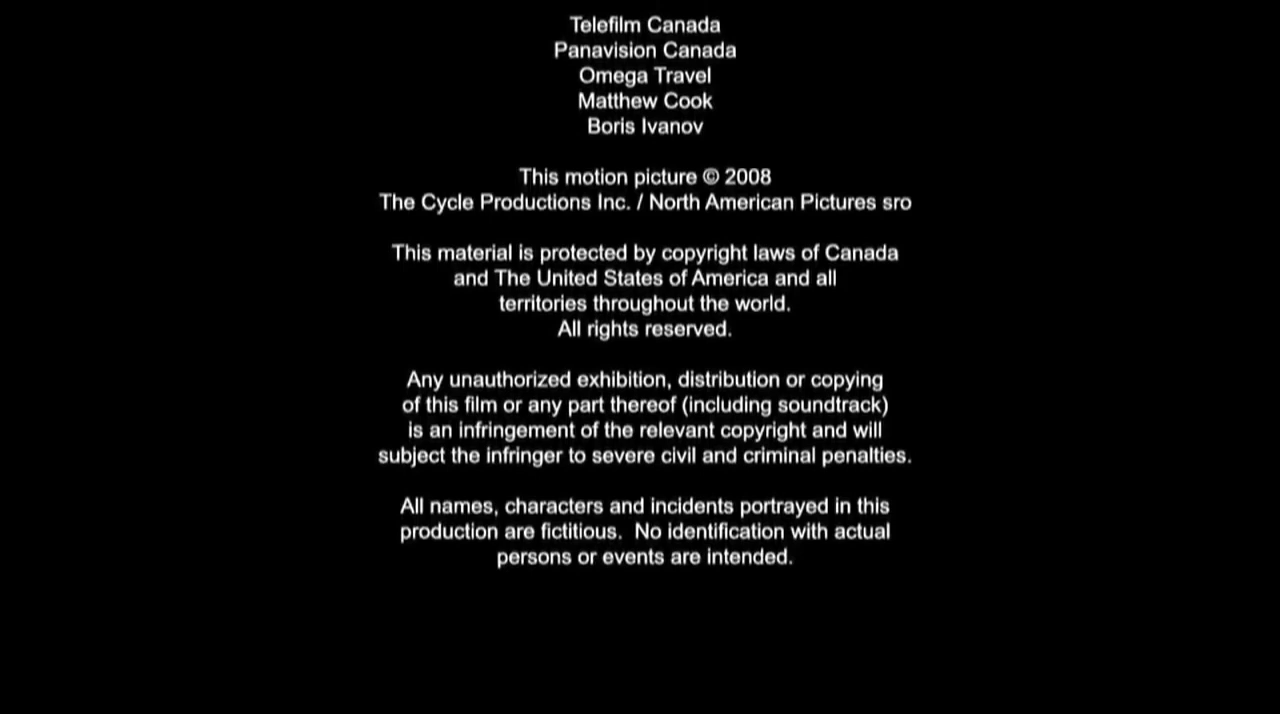 Telefilm Canada
Panavision Canada
Omega Travel
Matthew Cook
Boris Ivanov
This motion picture © 2008
The Cycle Productions Inc. / North American Pictures sro
This material is protected by copyright laws of Canada
and The United States of America and all
territories throughout the world.
All rights reserved.
Any unauthorized exhibition, distribution or copying
of this film or any part thereof (including soundtrack)
is an infringement of the relevant copyright and will
subject the infringer to severe civil and criminal penalties.
All names, characters and incidents portrayed in this
production are fictitious.  No identification with actual
persons or events are intended.